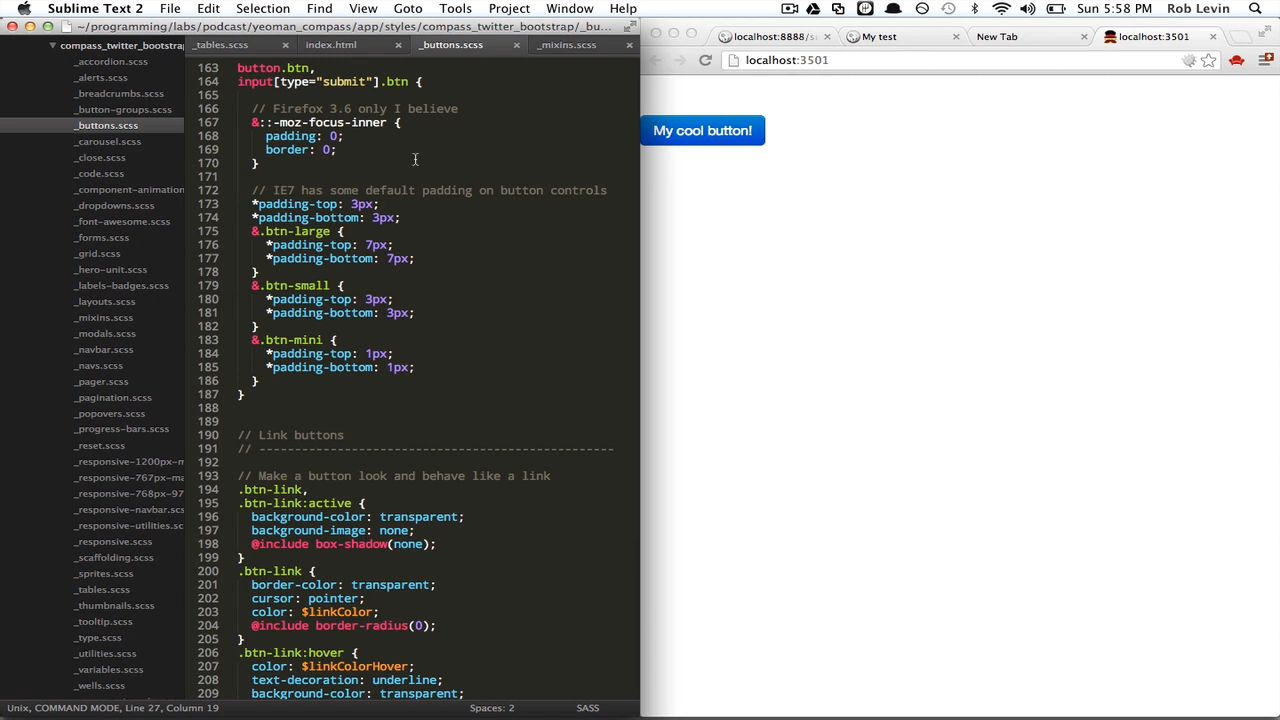 Sublime Text 2 File Edit Selection Find View Goto Tools Project Window Help Sun 5:58 PM Rob Levin
~/programming/labs/podcast/yeoman_compass/app/styles/compass_twitter_bootstrap/_bu...
compass_twitter_bootstrap
_accordion.scss
_alerts.scss
_breadcrumbs.scss
_button-groups.scss
_buttons.scss
_carousel.scss
_close.scss
_code.scss
_component-animation
_dropdowns.scss
_font-awesome.scss
_forms.scss
_grid.scss
_hero-unit.scss
_labels-badges.scss
_layouts.scss
_mixins.scss
_modals.scss
_navbar.scss
_navs.scss
_pager.scss
_pagination.scss
_popovers.scss
_progress-bars.scss
_reset.scss
_responsive-1200px-m
_responsive-767px-ma
_responsive-768px-97
_responsive-navbar.scs
_responsive-utilities.sc
_responsive.scss
_scaffolding.scss
_sprites.scss
_tables.scss
_thumbnails.scss
_tooltip.scss
_type.scss
_utilities.scss
_variables.scss
_wells.scss
_tables.scss × index.html × _buttons.scss × _mixins.scss ×
163 button.btn,
164 input[type="submit"].btn {
165
166 // Firefox 3.6 only I believe
167 &::-moz-focus-inner {
168 padding: 0;
169 border: 0;
170 }
171
172 // IE7 has some default padding on button controls
173 *padding-top: 3px;
174 *padding-bottom: 3px;
175 &.btn-large {
176 *padding-top: 7px;
177 *padding-bottom: 7px;
178 }
179 &.btn-small {
180 *padding-top: 3px;
181 *padding-bottom: 3px;
182 }
183 &.btn-mini {
184 *padding-top: 1px;
185 *padding-bottom: 1px;
186 }
187 }
188
189
190 // Link buttons
191 // --------------------------------------------------
192
193 // Make a button look and behave like a link
194 .btn-link,
195 .btn-link:active {
196 background-color: transparent;
197 background-image: none;
198 @include box-shadow(none);
199 }
200 .btn-link {
201 border-color: transparent;
202 cursor: pointer;
203 color: $linkColor;
204 @include border-radius(0);
205 }
206 .btn-link:hover {
207 color: $linkColorHover;
208 text-decoration: underline;
209 background-color: transparent;
Unix, COMMAND MODE, Line 27, Column 19 Spaces: 2 SASS
localhost:8888/si × My test × New Tab × localhost:3501 ×
localhost:3501
My cool button!